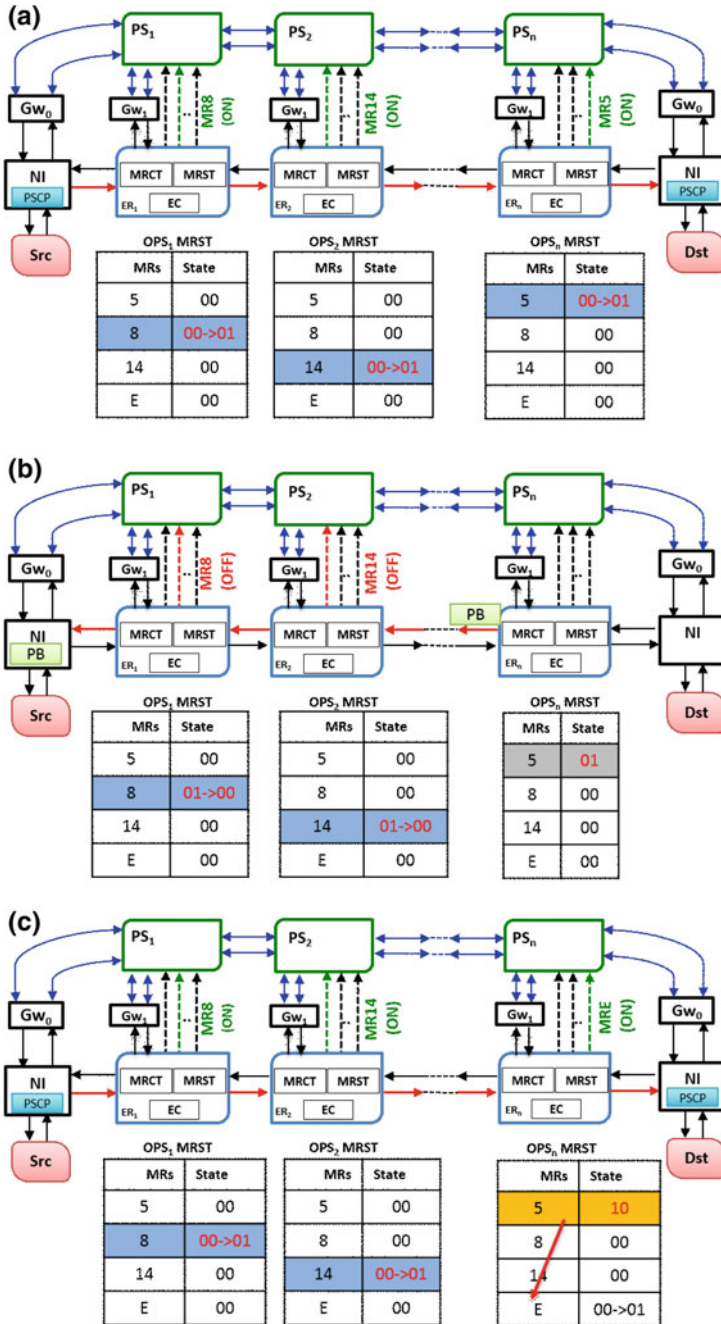 (a)
PS1 PS2 PSn
Gw0 Gw1 MR8 (ON) Gw1 MR14 (ON) Gw1 MR5 (ON) Gw0
NI PSCP MRCT MRST MRCT MRST MRCT MRST NI PSCP
ER1 EC ER2 EC ERn EC
Src Dst
OPS1 MRST OPS2 MRST OPSn MRST
MRs State MRs State MRs State
5 00 5 00 5 00->01
8 00->01 8 00 8 00
14 00 14 00->01 14 00
E 00 E 00 E 00
(b)
PS1 PS2 PSn
Gw0 Gw1 MR8 (OFF) Gw1 MR14 (OFF) Gw1 Gw0
PB
NI PB MRCT MRST MRCT MRST MRCT MRST NI
ER1 EC ER2 EC ERn EC
Src Dst
OPS1 MRST OPS2 MRST OPSn MRST
MRs State MRs State MRs State
5 00 5 00 5 01
8 01->00 8 00 8 00
14 00 14 01->00 14 00
E 00 E 00 E 00
(c)
PS1 PS2 PSn
Gw0 Gw1 MR8 (ON) Gw1 MR14 (ON) Gw1 MRE (ON) Gw0
NI PSCP MRCT MRST MRCT MRST MRCT MRST NI PSCP
ER1 EC ER2 EC ERn EC
Src Dst
OPS1 MRST OPS2 MRST OPSn MRST
MRs State MRs State MRs State
5 00 5 00 5 10
8 00->01 8 00 8 00
14 00 14 00->01 14 00
E 00 E 00 E 00->01